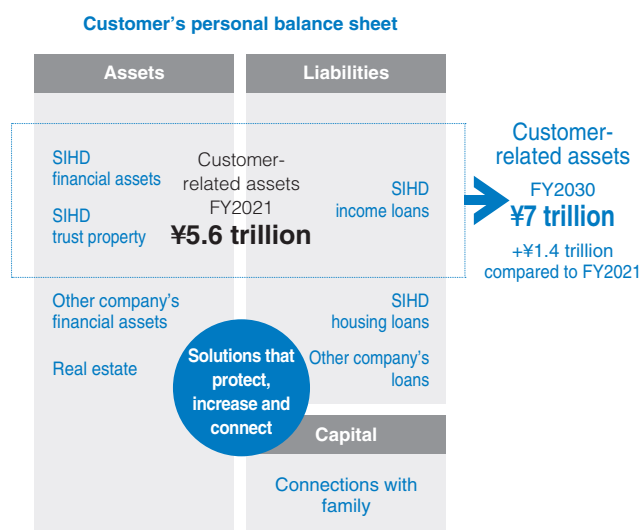 Customer's personal balance sheet
Assets
Liabilities
SIHD
financial assets
SIHD
trust property
Customer-
related assets
FY2021
¥5.6 trillion
SIHD
income loans
Customer-
related assets
FY2030
¥7 trillion
+¥1.4 trillion
compared to FY2021
Other company's
financial assets
Real estate
Solutions that
protect,
increase and
connect
SIHD
housing loans
Other company's
loans
Capital
Connections with
family